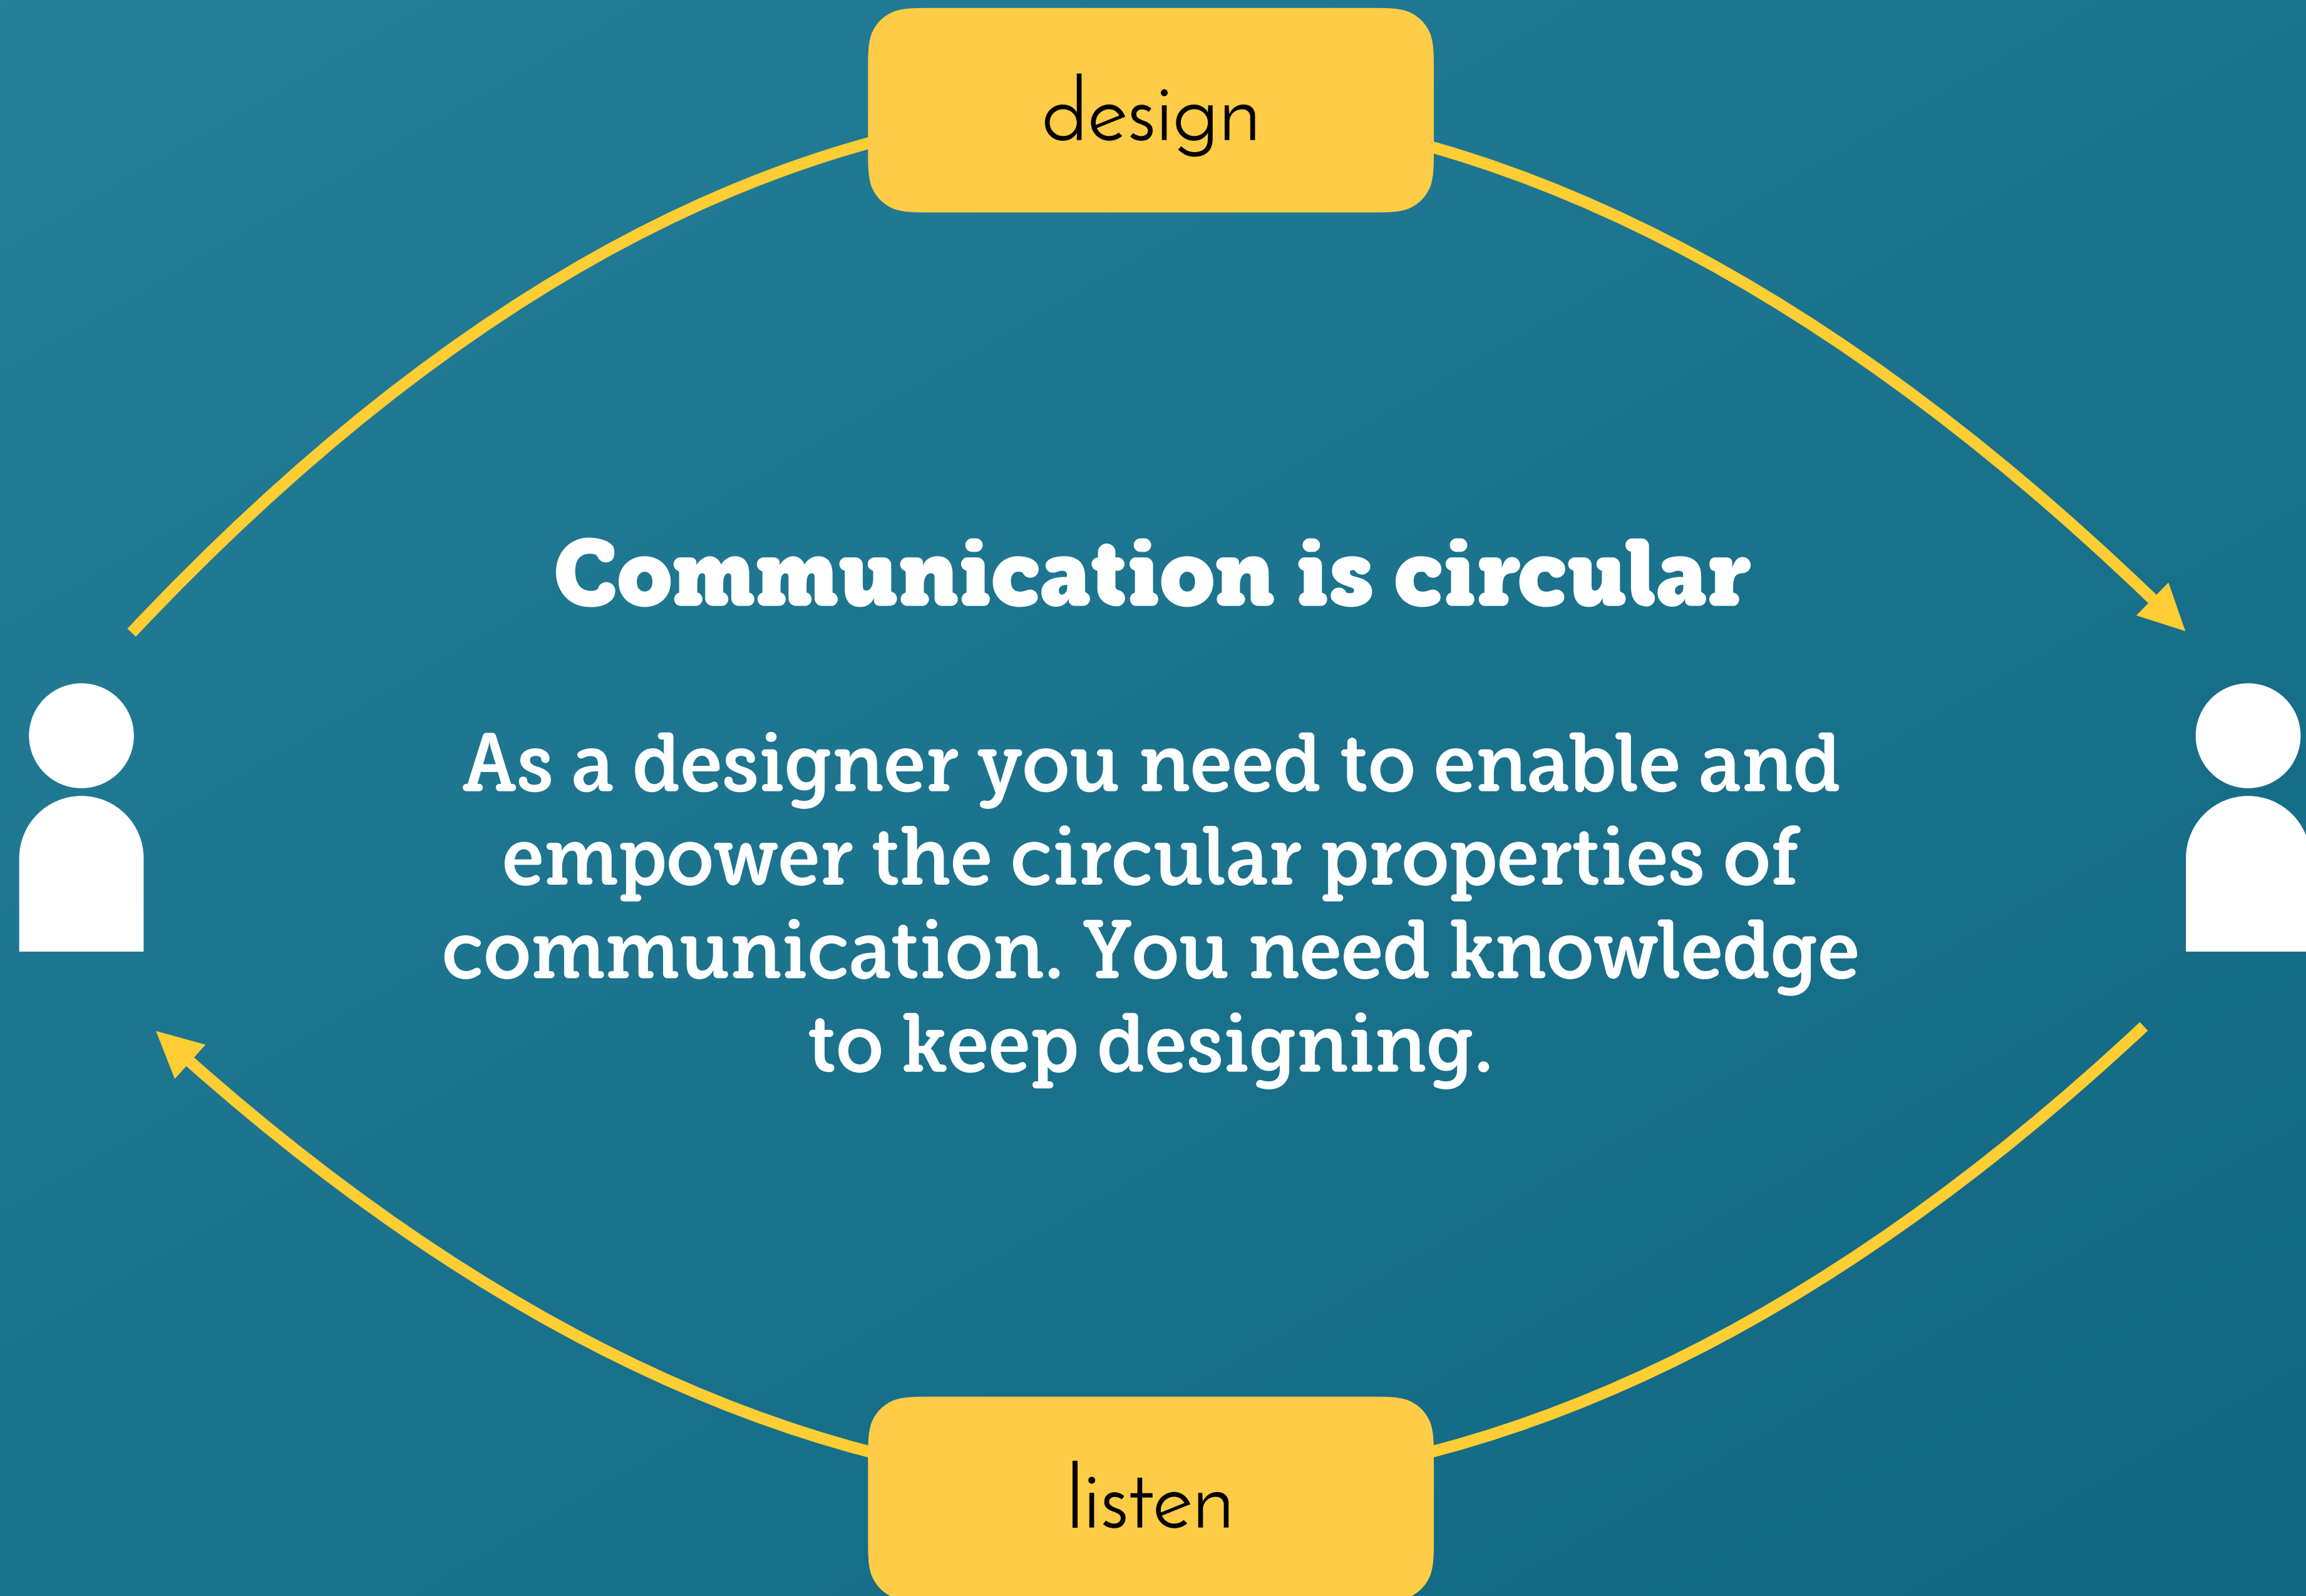 design
Communication is circular
As a designer you need to enable and
empower the circular properties of
communication. You need knowledge
to keep designing.
listen